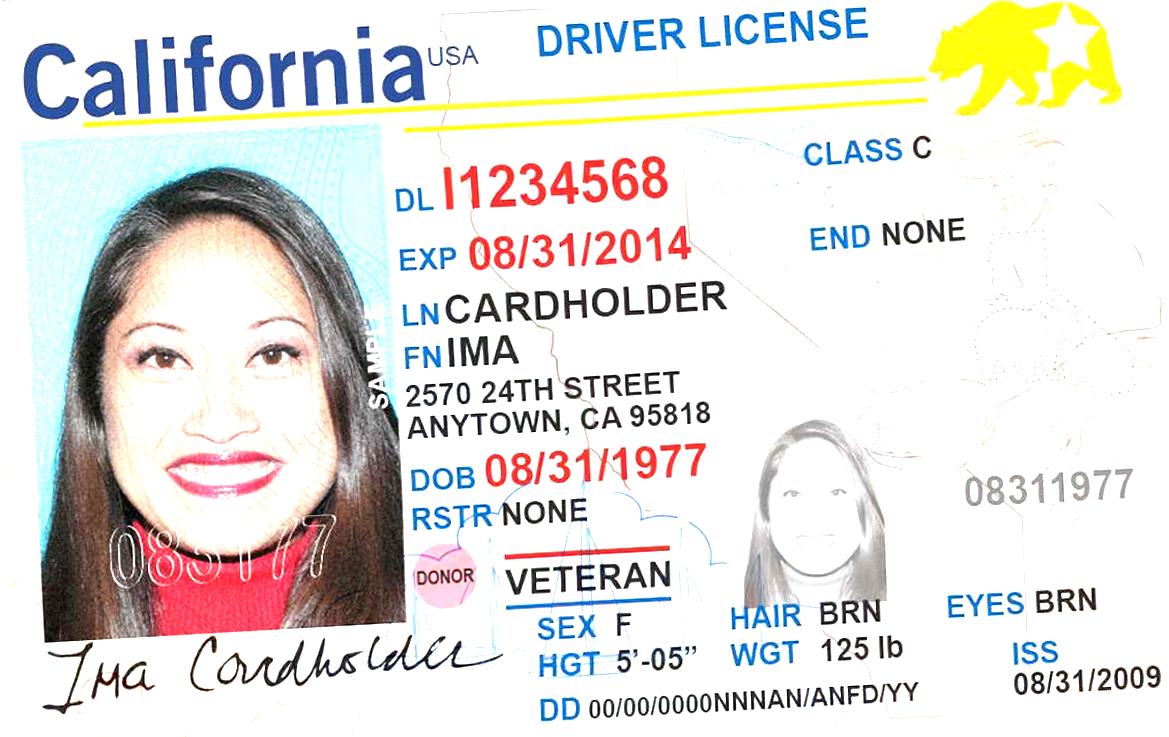 California USA DRIVER LICENSE
CLASS C
DL I1234568
EXP 08/31/2014
END NONE
LN CARDHOLDER
FN IMA
SAMPLE
2570 24TH STREET
ANYTOWN, CA 95818
DOB 08/31/1977
08311977
RSTR NONE
083177
DONOR
VETERAN
SEX F
HAIR BRN
EYES BRN
HGT 5'-05"
WGT 125 lb
ISS
08/31/2009
Ima Cardholder
DD 00/00/0000NNNAN/ANFD/YY